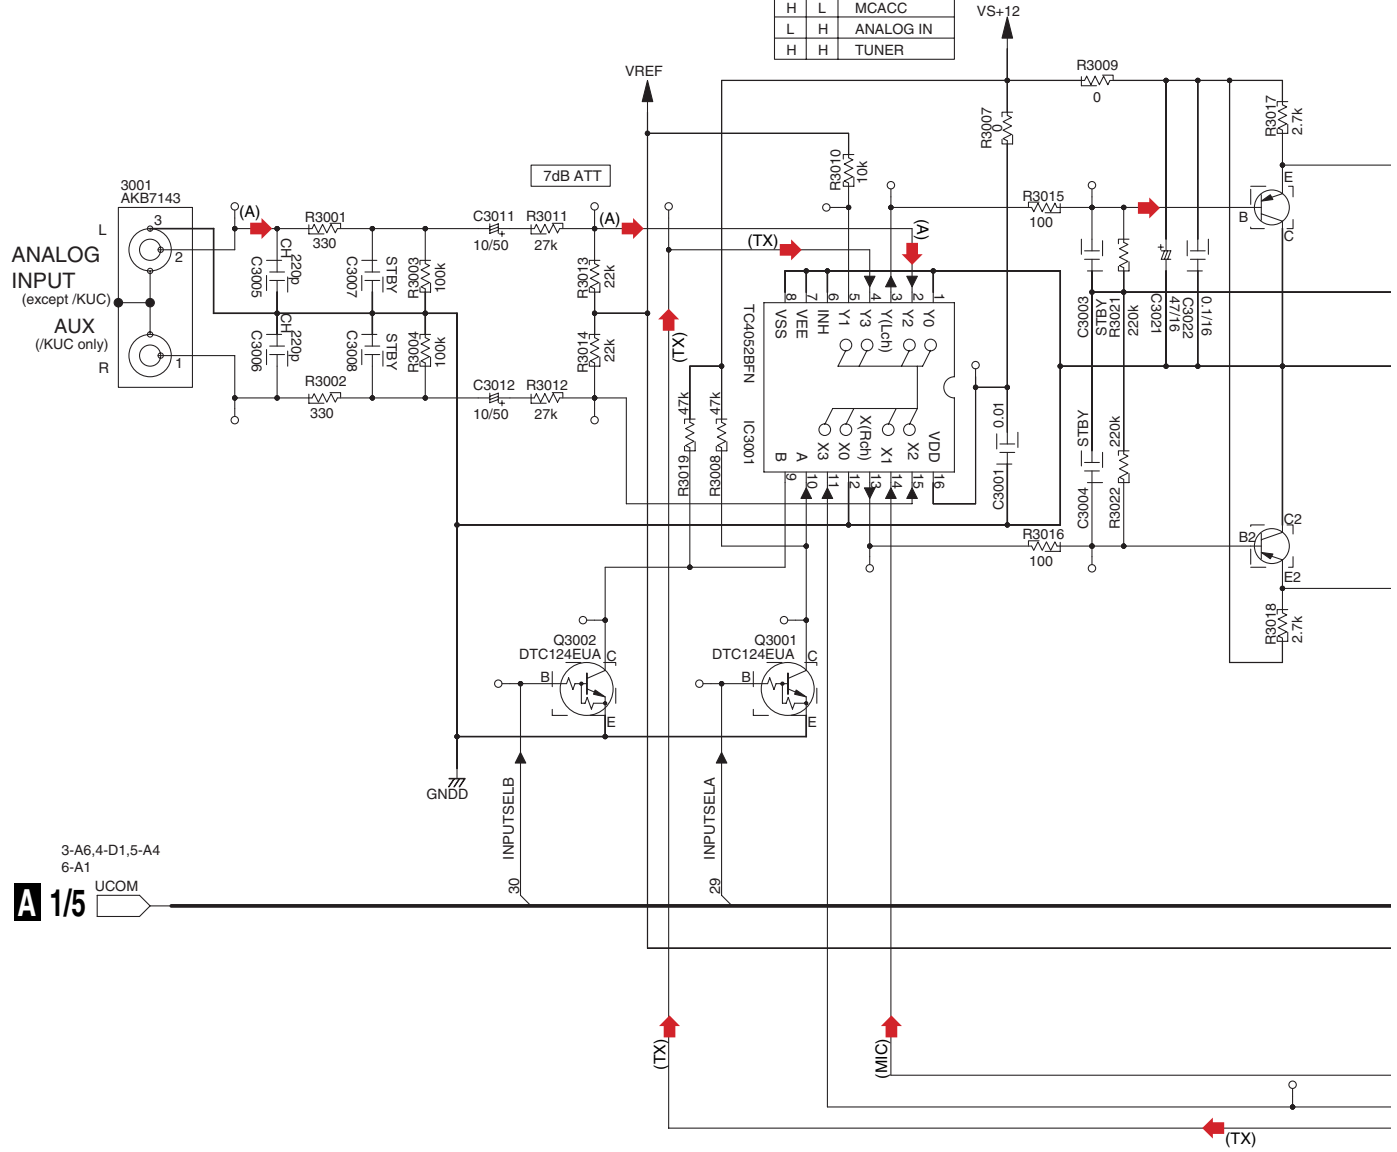 H L MCACC
L H ANALOG IN
H H TUNER
VS+12
R3009
0
VREF
R3007
0
R3017
2.7k
R3010
10k
7dB ATT
3001
AKB7143
L
3
2
ANALOG
INPUT
(except /KUC)
AUX
(/KUC only)
R
1
(A)
R3001
330
C3011
10/50
R3011
27k
(A)
(TX)
(A)
R3015
100
E
B
C
CH
220p
C3005
STBY
C3007
R3003
100k
R3013
22k
CH
220p
C3006
STBY
C3008
R3004
100k
R3014
22k
(TX)
R3002
330
C3012
10/50
R3012
27k
8 7 6 5 4 3 2 1
VSS
VEE
INH
Y1
Y3
Y(Lch)
Y2
Y0
TC4052BFN
IC3001
B
A
X3
X0
X(Rch)
X1
X2
VDD
9 10 11 12 13 14 15 16
47k
R3019
47k
R3008
0.01
C3001
C3003
STBY
R3021
220k
+
C3021
47/16
C3022
0.1/16
C3004
STBY
R3022
220k
R3016
100
C2
B2
E2
R3018
2.7k
Q3002
DTC124EUA
C
B
E
Q3001
DTC124EUA
C
B
E
GNDD
INPUTSELB
30
INPUTSELA
29
3-A6,4-D1,5-A4
6-A1
UCOM
A 1/5
(TX)
(MIC)
(TX)